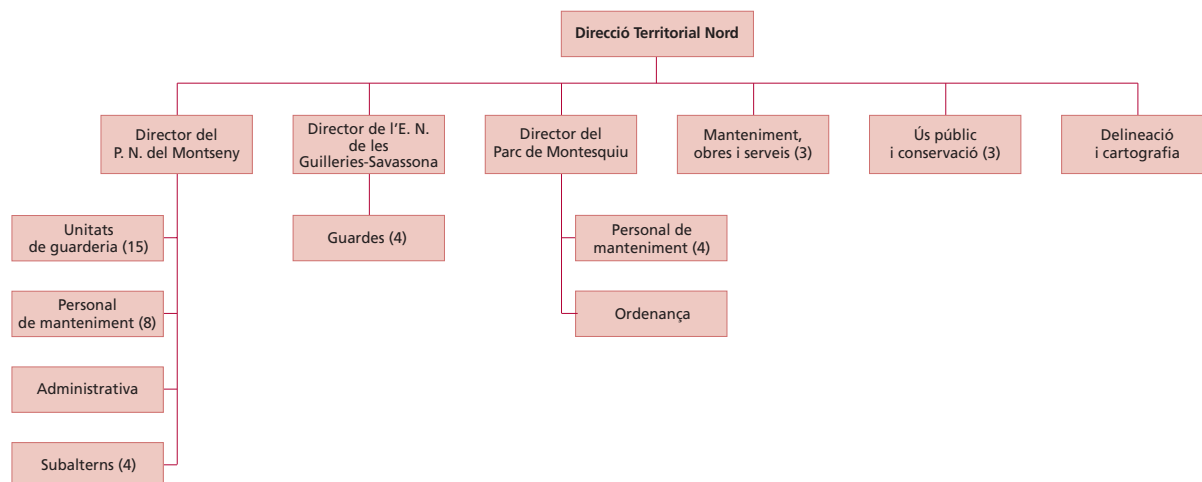 Direcció Territorial Nord
Director del
P. N. del Montseny
Director de l'E. N.
de les
Guilleries-Savassona
Director del
Parc de Montesquiu
Manteniment,
obres i serveis (3)
Ús públic
i conservació (3)
Delineació
i cartografia
Unitats
de guarderia (15)
Guardes (4)
Personal de
manteniment (4)
Personal
de manteniment (8)
Ordenança
Administrativa
Subalterns (4)